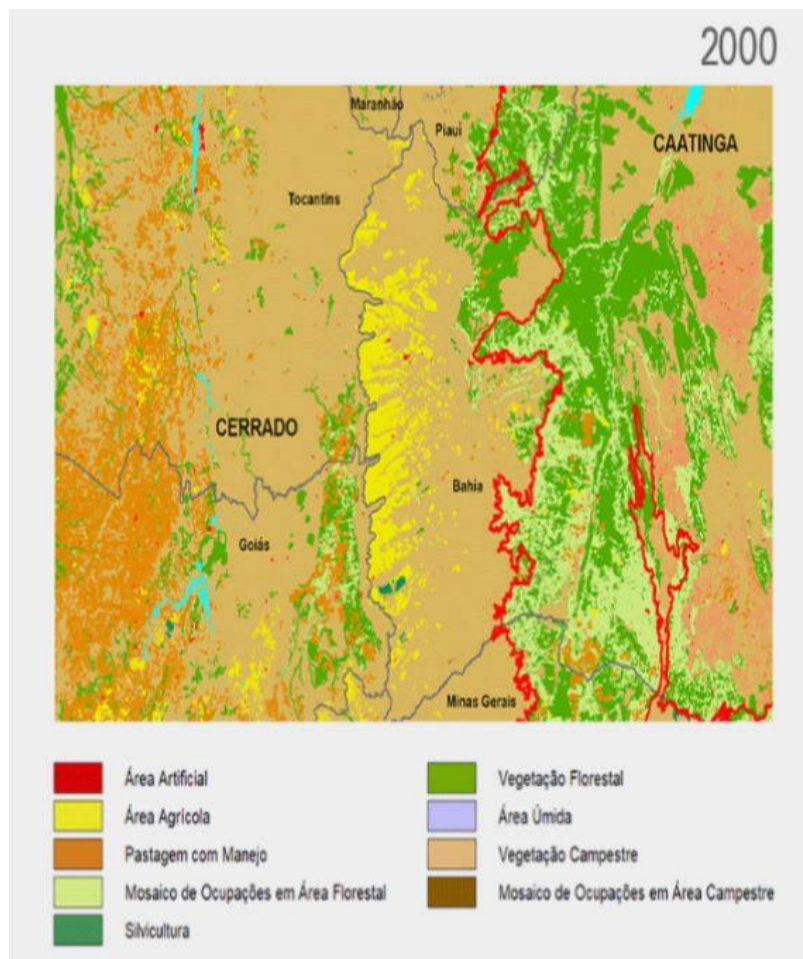 2000
Maranhão
Piauí
CAATINGA
Tocantins
CERRADO
Bahia
Goiás
Minas Gerais
Área Artificial
Área Agrícola
Pastagem com Manejo
Mosaico de Ocupações em Área Florestal
Silvicultura
Vegetação Florestal
Área Úmida
Vegetação Campestre
Mosaico de Ocupações em Área Campestre